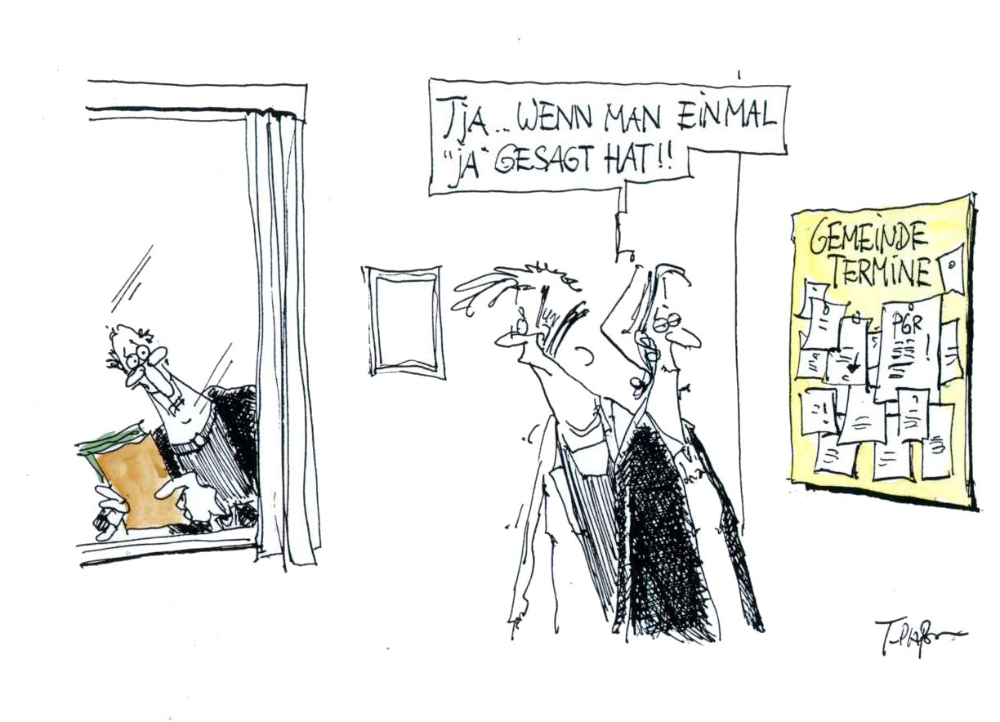 Tja.. WENN MAN EINMAL
"ja" GESAGT HAT!!
GEMEINDE
TERMINE
PGR
!
!